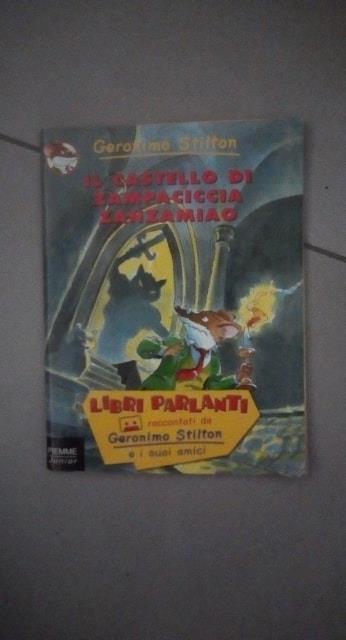 Geronimo Stilton
IL CASTELLO DI
ZAMPACICCIA
ZANZAMIAO
LIBRI PARLANTI
raccontati da
Geronimo Stilton
e i suoi amici
PIEMME
Junior